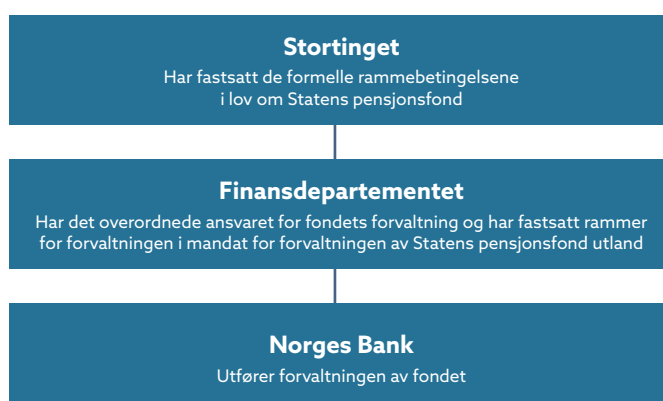 Stortinget
Har fastsatt de formelle rammebetingelsene
i lov om Statens pensjonsfond
Finansdepartementet
Har det overordnede ansvaret for fondets forvaltning og har fastsatt rammer
for forvaltningen i mandat for forvaltningen av Statens pensjonsfond utland
Norges Bank
Utfører forvaltningen av fondet